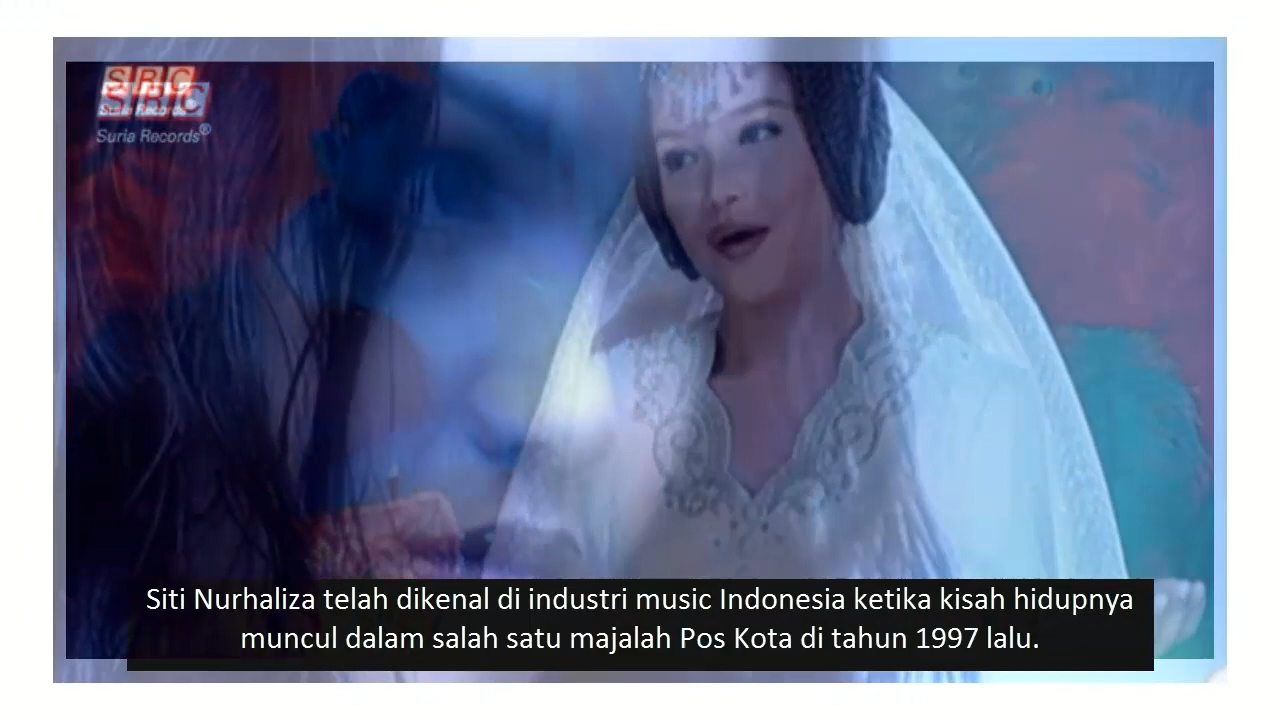 SRC
Suria Records
SRC
Suria Records®
Siti Nurhaliza telah dikenal di industri music Indonesia ketika kisah hidupnya
muncul dalam salah satu majalah Pos Kota di tahun 1997 lalu.